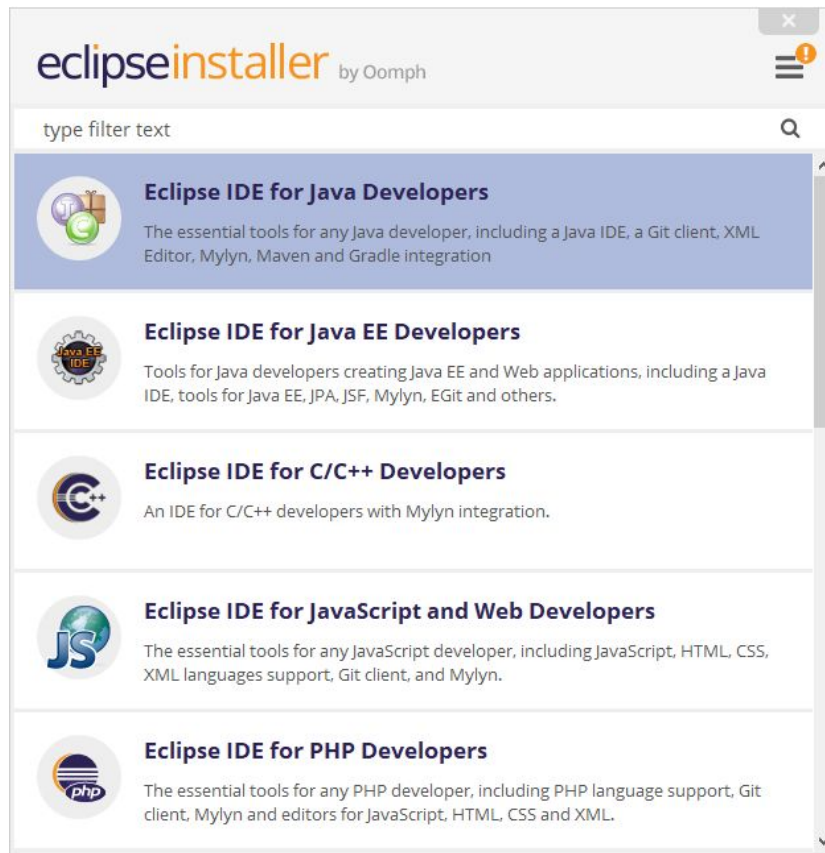 eclipseinstaller by Oomph
type filter text
Eclipse IDE for Java Developers
The essential tools for any Java developer, including a Java IDE, a Git client, XML
Editor, Mylyn, Maven and Gradle integration
Java EE
IDE
Eclipse IDE for Java EE Developers
Tools for Java developers creating Java EE and Web applications, including a Java
IDE, tools for Java EE, JPA, JSF, Mylyn, EGit and others.
C++
Eclipse IDE for C/C++ Developers
An IDE for C/C++ developers with Mylyn integration.
JS
Eclipse IDE for JavaScript and Web Developers
The essential tools for any JavaScript developer, including JavaScript, HTML, CSS,
XML languages support, Git client, and Mylyn.
php
Eclipse IDE for PHP Developers
The essential tools for any PHP developer, including PHP language support, Git
client, Mylyn and editors for JavaScript, HTML, CSS and XML.